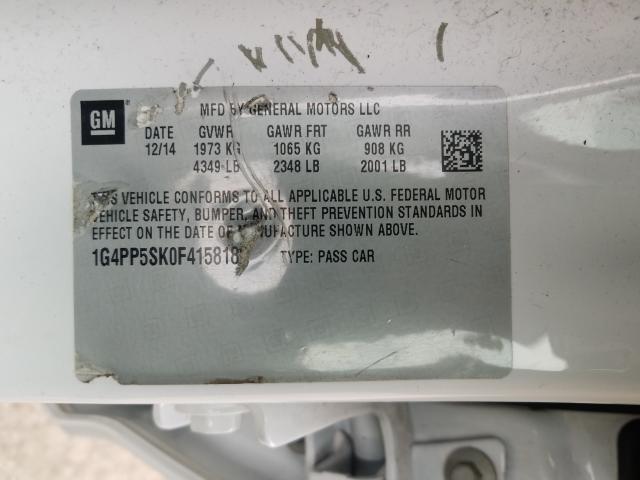 GM
MFD BY GENERAL MOTORS LLC
DATE GVWR GAWR FRT GAWR RR
12/14 1973 KG 1065 KG 908 KG
4349 LB 2348 LB 2001 LB
THIS VEHICLE CONFORMS TO ALL APPLICABLE U.S. FEDERAL MOTOR
VEHICLE SAFETY, BUMPER, AND THEFT PREVENTION STANDARDS IN
EFFECT ON THE DATE OF MANUFACTURE SHOWN ABOVE.
1G4PP5SK0F415818 TYPE: PASS CAR